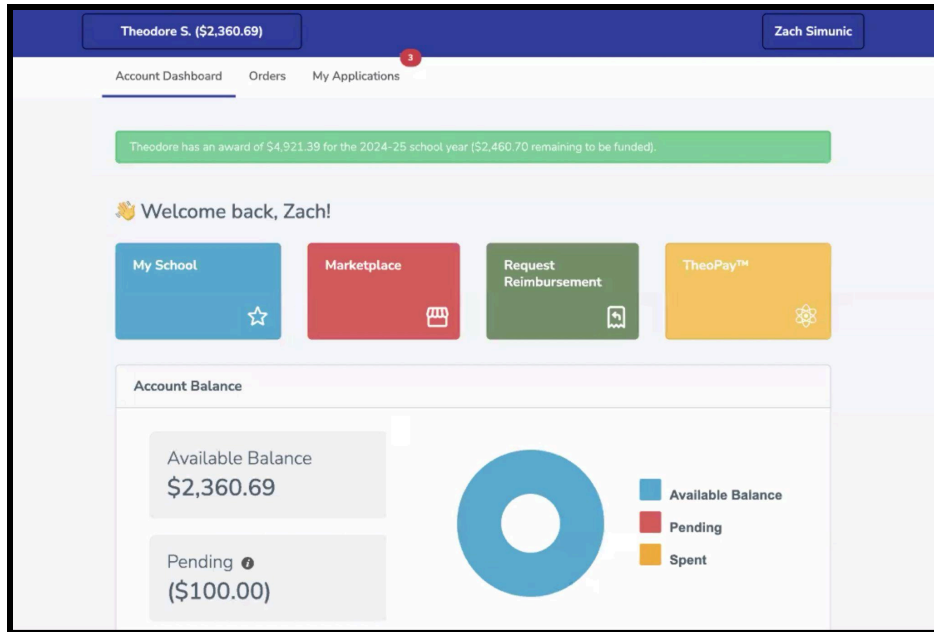 Theodore S. ($2,360.69)
Zach Simunic
3
Account Dashboard
Orders
My Applications
Theodore has an award of $4,921.39 for the 2024-25 school year ($2,460.70 remaining to be funded).
👋 Welcome back, Zach!
My School
Marketplace
Request
Reimbursement
TheoPay™
Account Balance
Available Balance
$2,360.69
Pending
($100.00)
Available Balance
Pending
Spent